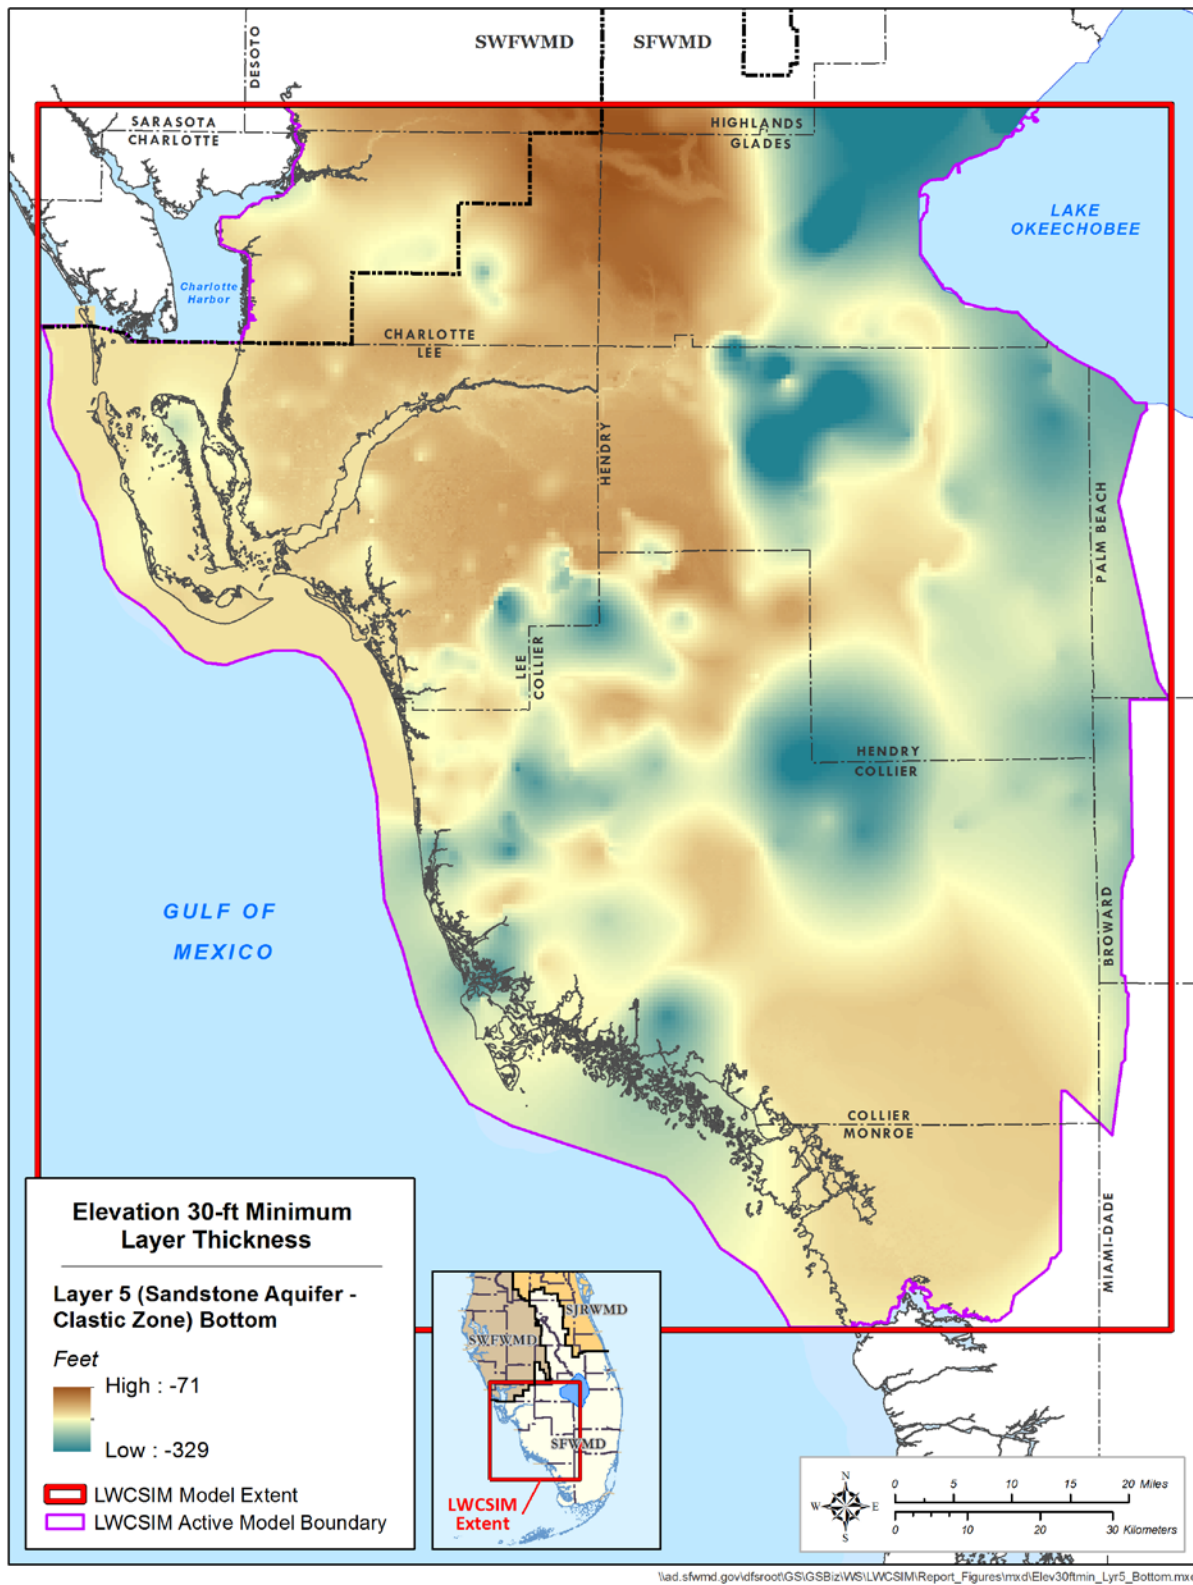 SWFWMD
SFWMD
DESOTO
SARASOTA
CHARLOTTE
HIGHLANDS
GLADES
LAKE
OKEECHOBEE
Charlotte
Harbor
CHARLOTTE
LEE
HENDRY
PALM BEACH
LEE
COLLIER
HENDRY
COLLIER
GULF OF
MEXICO
BROWARD
COLLIER
MONROE
MIAMI-DADE
Elevation 30-ft Minimum
Layer Thickness
Layer 5 (Sandstone Aquifer -
Clastic Zone) Bottom
Feet
High : -71
Low : -329
LWCSIM Model Extent
LWCSIM Active Model Boundary
SJRWMD
SWFWMD
SFWMD
LWCSIM
Extent
N
W E
S
0 5 10 15 20 Miles
0 10 20 30 Kilometers
\\ad.sfwmd.gov\dfsroot\GS\GSBiz\WS\LWCSIM\Report_Figures\mxd\Elev30ftmin_Lyr5_Bottom.mx